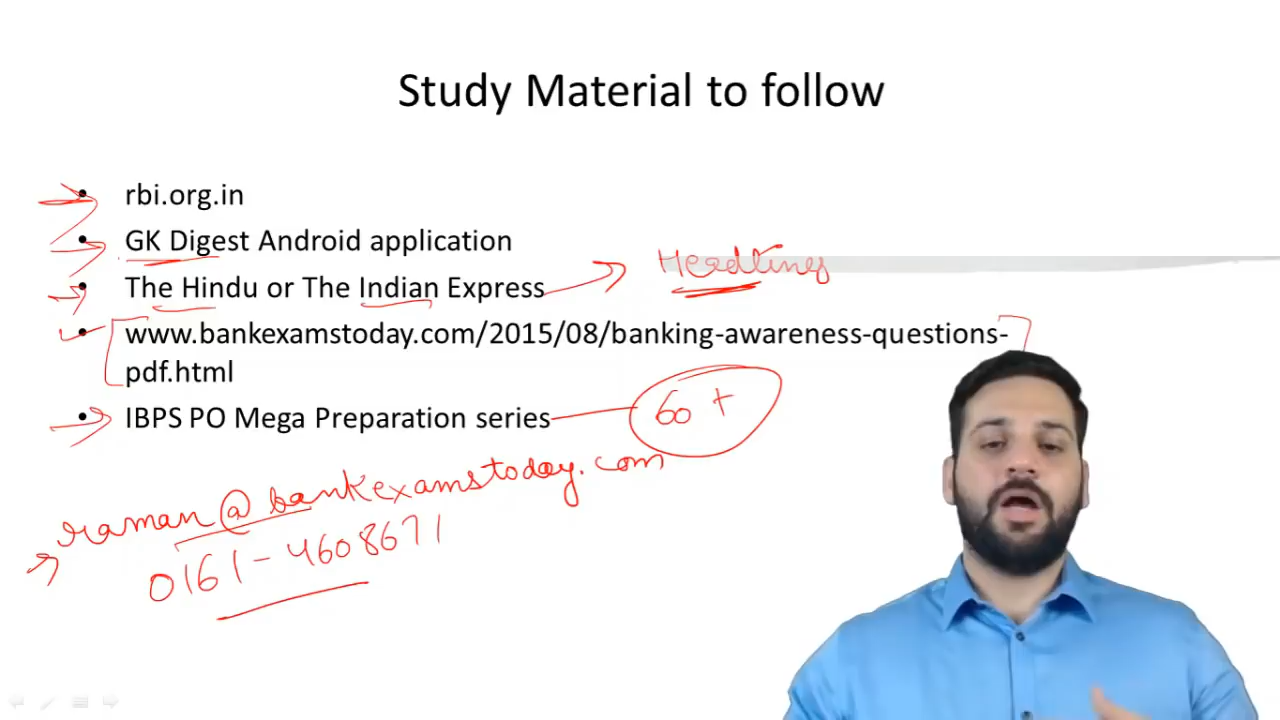 Study Material to follow
• rbi.org.in
• GK Digest Android application
Headlines
• The Hindu or The Indian Express
• www.bankexamstoday.com/2015/08/banking-awareness-questions-
pdf.html
• IBPS PO Mega Preparation series
60 +
raman@bankexamstoday.com
0161-4608671